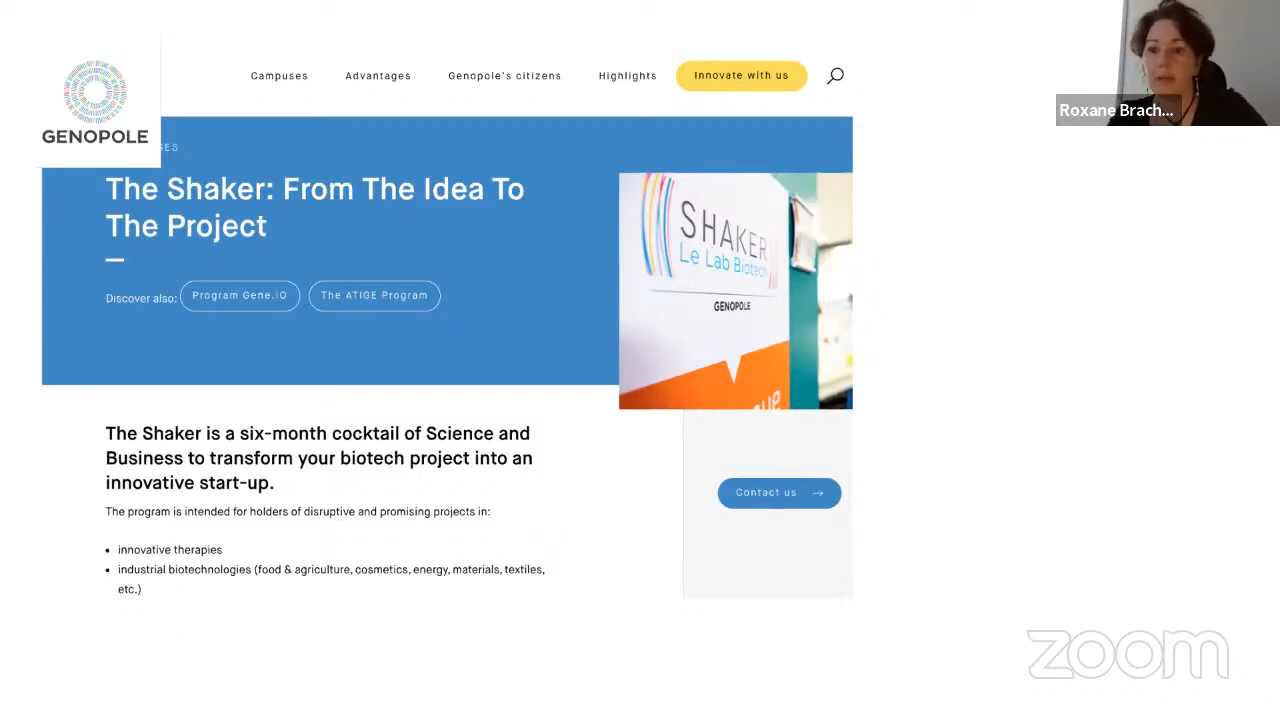 Campuses Advantages Genopole's citizens Highlights Innovate with us
GENOPOLE
The Shaker: From The Idea To
The Project
Discover also: Program Gene.iO The ATIGE Program
SHAKER
Le Lab Biotech
GENOPOLE
The Shaker is a six-month cocktail of Science and
Business to transform your biotech project into an
innovative start-up.
The program is intended for holders of disruptive and promising projects in:
• innovative therapies
• industrial biotechnologies (food & agriculture, cosmetics, energy, materials, textiles,
etc.)
Contact us →
Roxane Brach...
zoom